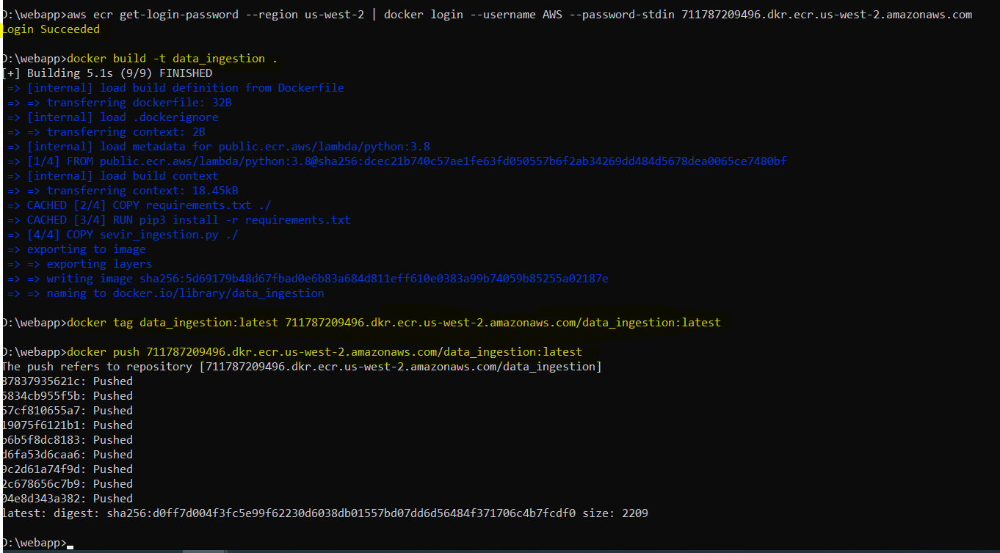 D:\webapp>aws ecr get-login-password --region us-west-2 | docker login --username AWS --password-stdin 711787209496.dkr.ecr.us-west-2.amazonaws.com
Login Succeeded
D:\webapp>docker build -t data_ingestion .
[+] Building 5.1s (9/9) FINISHED
=> [internal] load build definition from Dockerfile
=> => transferring dockerfile: 32B
=> [internal] load .dockerignore
=> => transferring context: 2B
=> [internal] load metadata for public.ecr.aws/lambda/python:3.8
=> [1/4] FROM public.ecr.aws/lambda/python:3.8@sha256:dcec21b740c57ae1fe63fd050557b6f2ab34269dd484d5678dea0065ce7480bf
=> [internal] load build context
=> => transferring context: 18.45kB
=> CACHED [2/4] COPY requirements.txt ./
=> CACHED [3/4] RUN pip3 install -r requirements.txt
=> [4/4] COPY sevir_ingestion.py ./
=> exporting to image
=> => exporting layers
=> => writing image sha256:5d69179b48d67fbad0e6b83a684d811eff610e0383a99b74059b85255a02187e
=> => naming to docker.io/library/data_ingestion
D:\webapp>docker tag data_ingestion:latest 711787209496.dkr.ecr.us-west-2.amazonaws.com/data_ingestion:latest
D:\webapp>docker push 711787209496.dkr.ecr.us-west-2.amazonaws.com/data_ingestion:latest
The push refers to repository [711787209496.dkr.ecr.us-west-2.amazonaws.com/data_ingestion]
87837935621c: Pushed
5834cb955f5b: Pushed
57cf810655a7: Pushed
19075f6121b1: Pushed
b6b5f8dc8183: Pushed
d6fa53d6caa6: Pushed
9c2d61a74f9d: Pushed
2c678656c7b9: Pushed
04e8d343a382: Pushed
latest: digest: sha256:d0ff7d004f3fc5e99f62230d6038db01557bd07dd6d56484f371706c4b7fcdf0 size: 2209
D:\webapp>